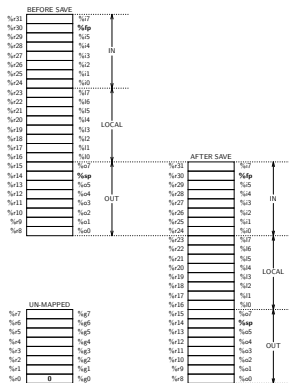 BEFORE SAVE
%r31 %i7
%r30 %fp
%r29 %i5
%r28 %i4
%r27 %i3
%r26 %i2
%r25 %i1
%r24 %i0
IN
%r23 %l7
%r22 %l6
%r21 %l5
%r20 %l4
%r19 %l3
%r18 %l2
%r17 %l1
%r16 %l0
LOCAL
%r15 %o7
%r14 %sp
%r13 %o5
%r12 %o4
%r11 %o3
%r10 %o2
%r9 %o1
%r8 %o0
OUT
UN-MAPPED
%r7 %g7
%r6 %g6
%r5 %g5
%r4 %g4
%r3 %g3
%r2 %g2
%r1 %g1
%r0 0 %g0
AFTER SAVE
%r31 %i7
%r30 %fp
%r29 %i5
%r28 %i4
%r27 %i3
%r26 %i2
%r25 %i1
%r24 %i0
IN
%r23 %l7
%r22 %l6
%r21 %l5
%r20 %l4
%r19 %l3
%r18 %l2
%r17 %l1
%r16 %l0
LOCAL
%r15 %o7
%r14 %sp
%r13 %o5
%r12 %o4
%r11 %o3
%r10 %o2
%r9 %o1
%r8 %o0
OUT